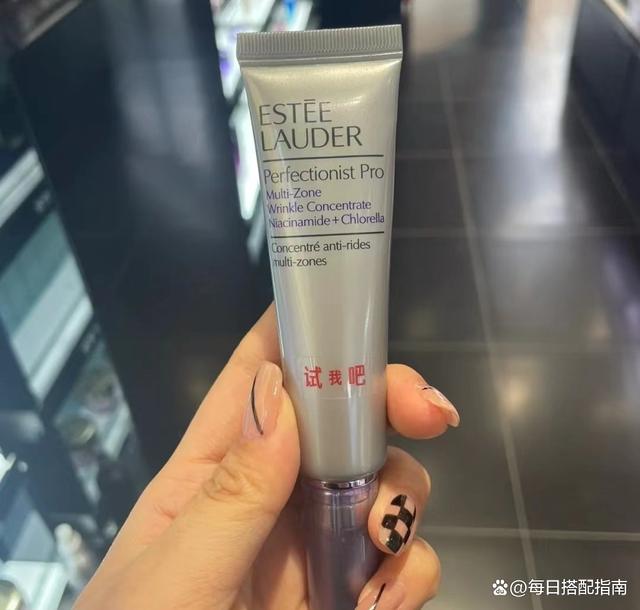 ESTĒE
LAUDER
Perfectionist Pro
Multi-Zone
Wrinkle Concentrate
Niacinamide + Chlorella
Concentré anti-rides
multi-zones
试我吧
@每日搭配指南